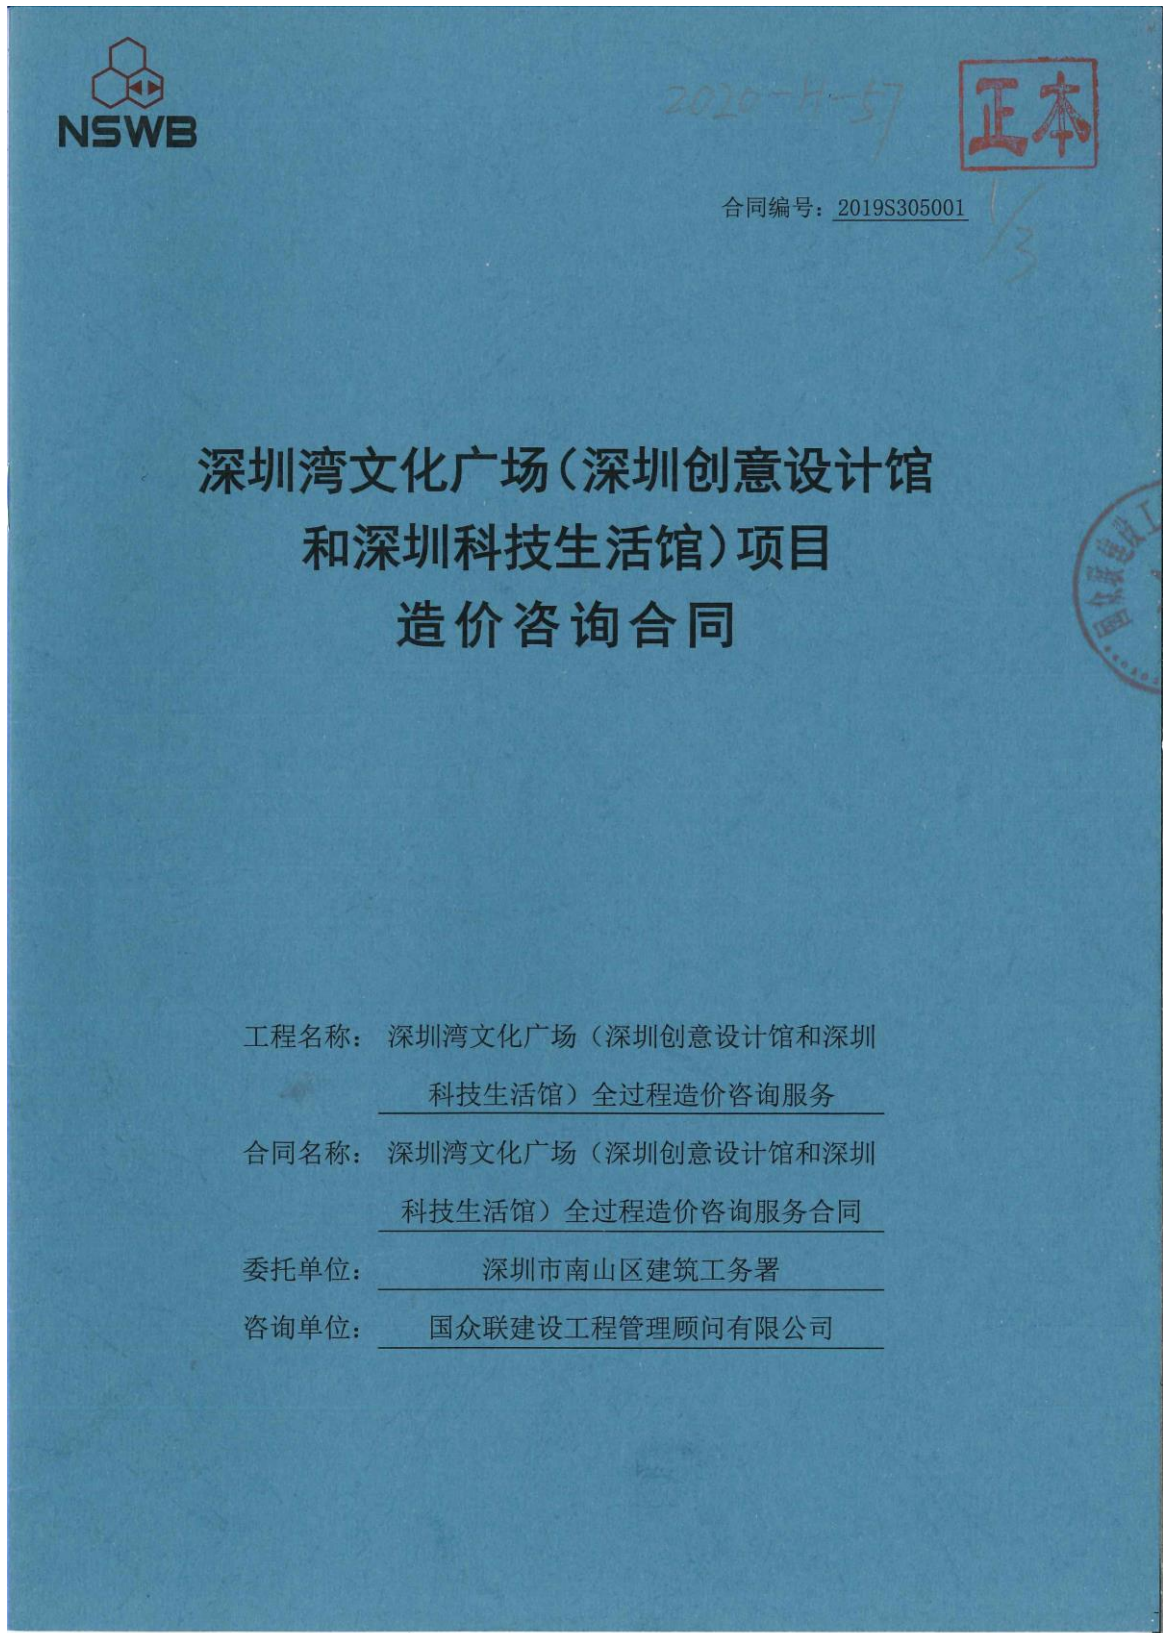 NSWB
正本
合同编号：2019S305001
深圳湾文化广场（深圳创意设计馆
和深圳科技生活馆）项目
造价咨询合同
国众联建设工
工程名称：深圳湾文化广场（深圳创意设计馆和深圳
科技生活馆）全过程造价咨询服务
合同名称：深圳湾文化广场（深圳创意设计馆和深圳
科技生活馆）全过程造价咨询服务合同
委托单位：深圳市南山区建筑工务署
咨询单位：国众联建设工程管理顾问有限公司